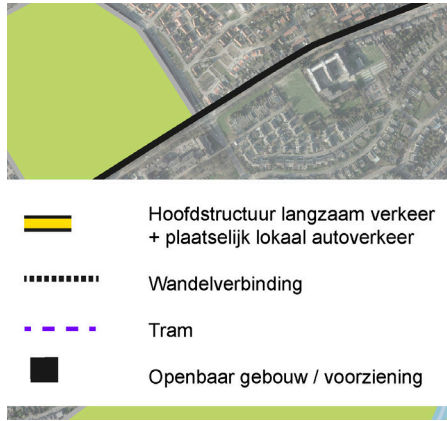 Hoofdstructuur langzaam verkeer
+ plaatselijk lokaal autoverkeer
Wandelverbinding
Tram
Openbaar gebouw / voorziening